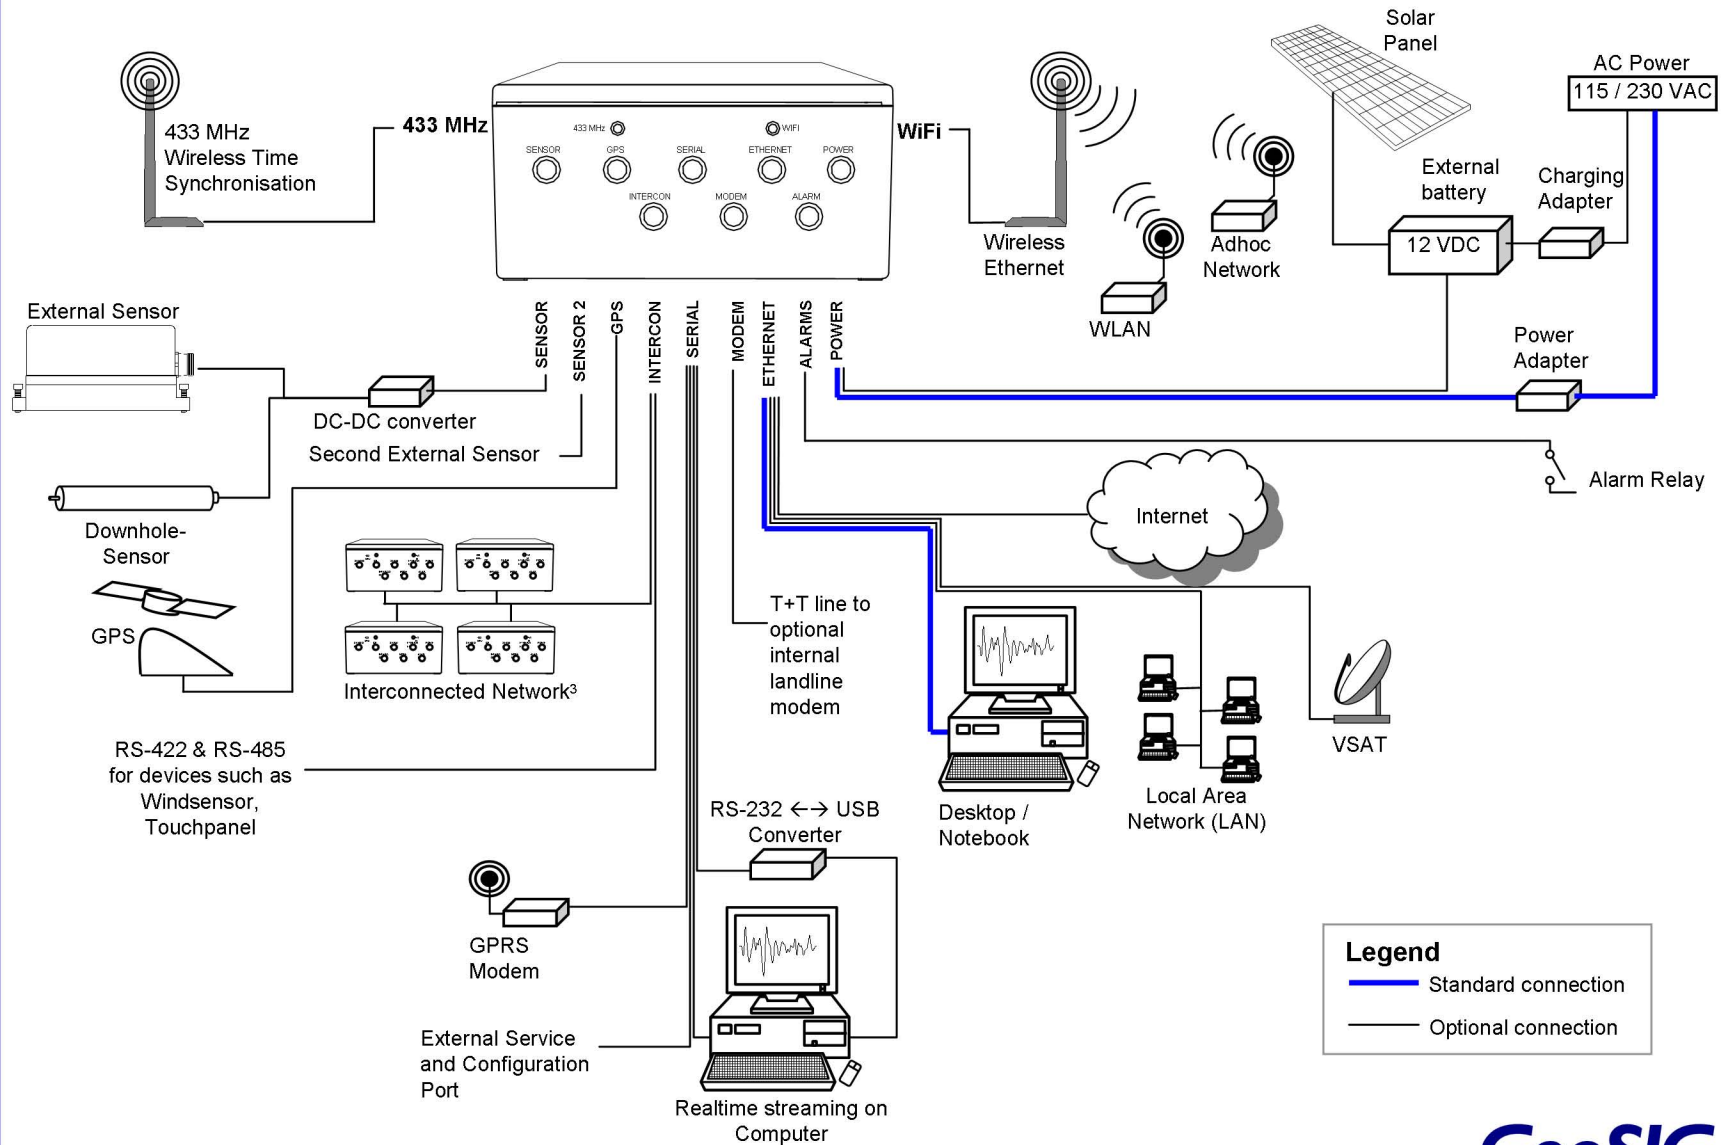 Solar
Panel
AC Power
115 / 230 VAC
433 MHz
Wireless Time
Synchronisation
433 MHz
433 MHz
WIFI
WiFi
SENSOR
GPS
SERIAL
ETHERNET
POWER
INTERCON
MODEM
ALARM
Wireless
Ethernet
WLAN
Adhoc
Network
External
battery
12 VDC
Charging
Adapter
Power
Adapter
External Sensor
SENSOR
SENSOR 2
GPS
INTERCON
SERIAL
MODEM
ETHERNET
ALARMS
POWER
DC-DC converter
Second External Sensor
Downhole-
Sensor
GPS
Interconnected Network³
RS-422 & RS-485
for devices such as
Windsensor,
Touchpanel
T+T line to
optional
internal
landline
modem
Internet
Alarm Relay
VSAT
Desktop /
Notebook
Local Area
Network (LAN)
RS-232 ←→ USB
Converter
GPRS
Modem
External Service
and Configuration
Port
Realtime streaming on
Computer
Legend
Standard connection
Optional connection
GeoSIG